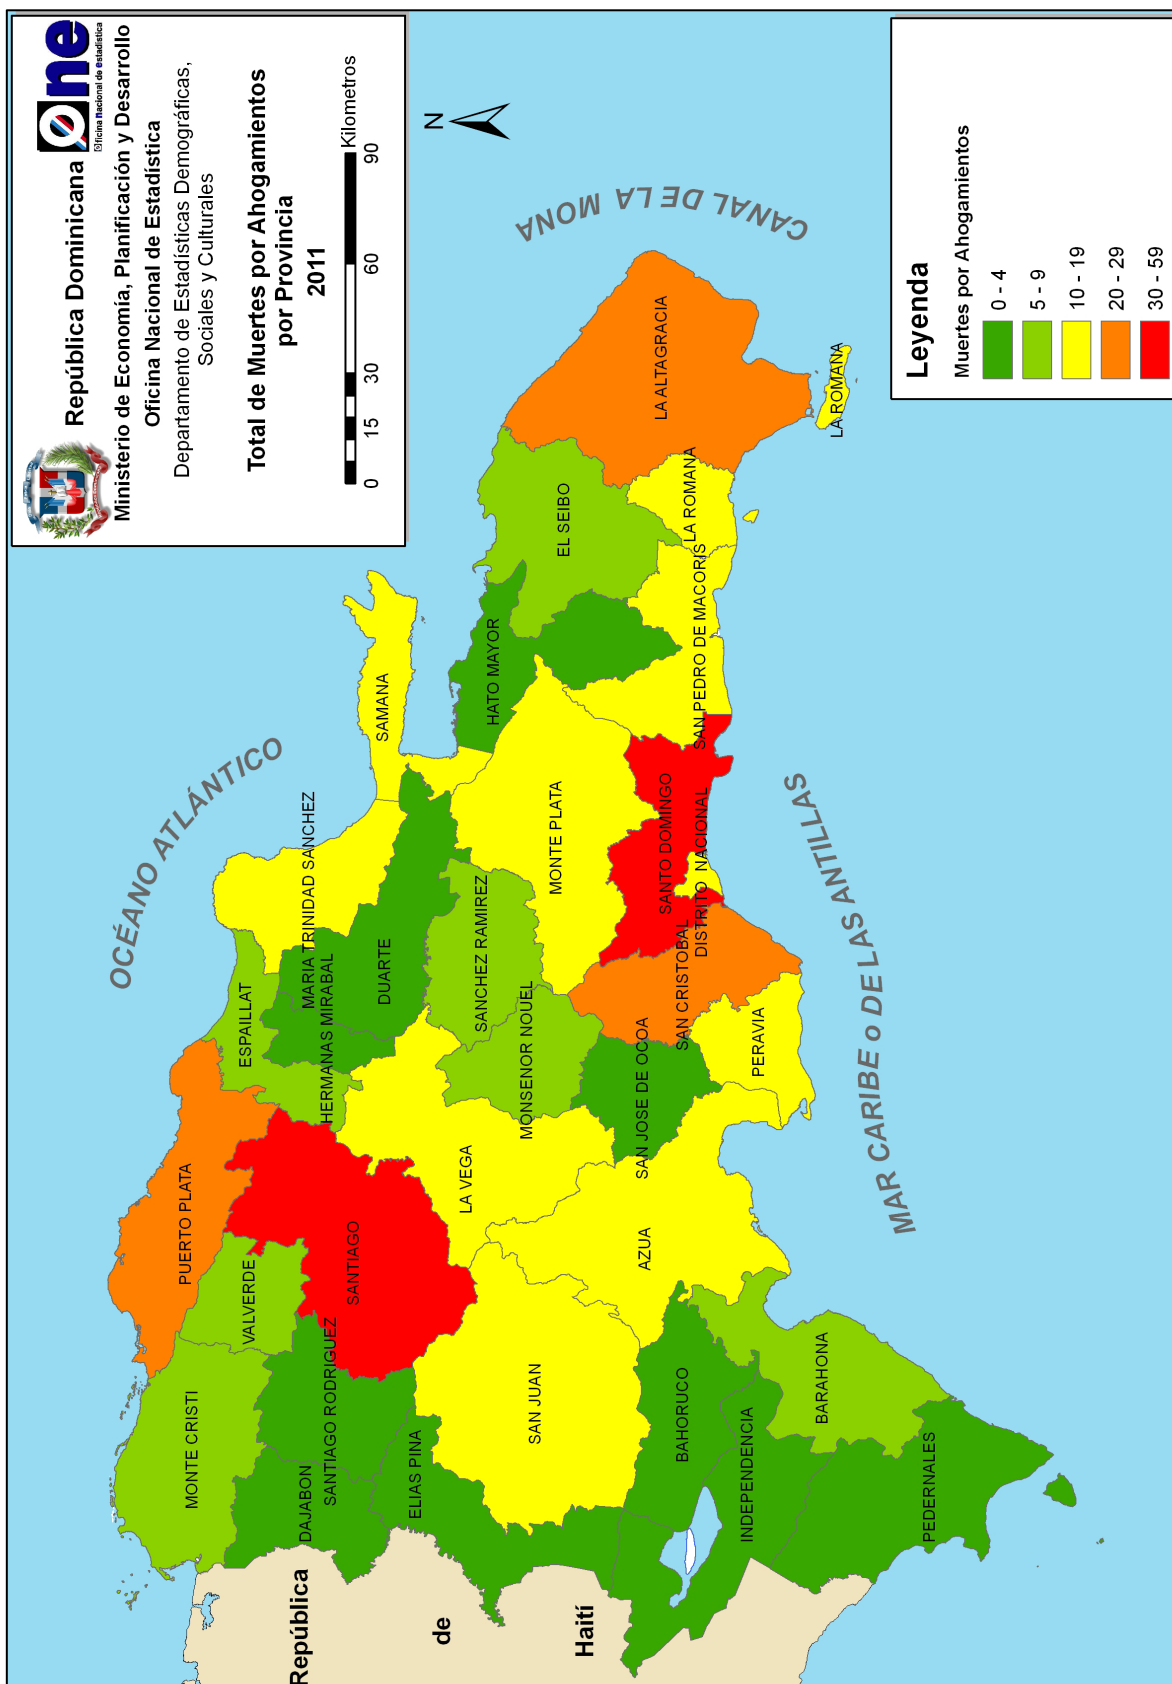 República Dominicana
One
Oficina Nacional de Estadística
Ministerio de Economía, Planificación y Desarrollo
Oficina Nacional de Estadística
Departamento de Estadísticas Demográficas,
Sociales y Culturales
Total de Muertes por Ahogamientos
por Provincia
2011
0 15 30 60 90
Kilometros
N
OCÉANO ATLÁNTICO
CANAL DE LA MONA
MAR CARIBE o DE LAS ANTILLAS
República
de
Haití
MONTE CRISTI
PUERTO PLATA
VALVERDE
ESPAILLAT
DAJABON
SANTIAGO RODRIGUEZ
SANTIAGO
HERMANAS MIRABAL
MARIA TRINIDAD SANCHEZ
SAMANA
DUARTE
ELIAS PINA
LA VEGA
SANCHEZ RAMIREZ
HATO MAYOR
SAN JUAN
MONSENOR NOUEL
MONTE PLATA
EL SEIBO
AZUA
SAN JOSE DE OCOA
SAN CRISTOBAL
SANTO DOMINGO
DISTRITO NACIONAL
SAN PEDRO DE MACORIS
LA ROMANA
LA ALTAGRACIA
BAHORUCO
INDEPENDENCIA
PERAVIA
BARAHONA
PEDERNALES
LA ROMANA
Leyenda
Muertes por Ahogamientos
0 - 4
5 - 9
10 - 19
20 - 29
30 - 59